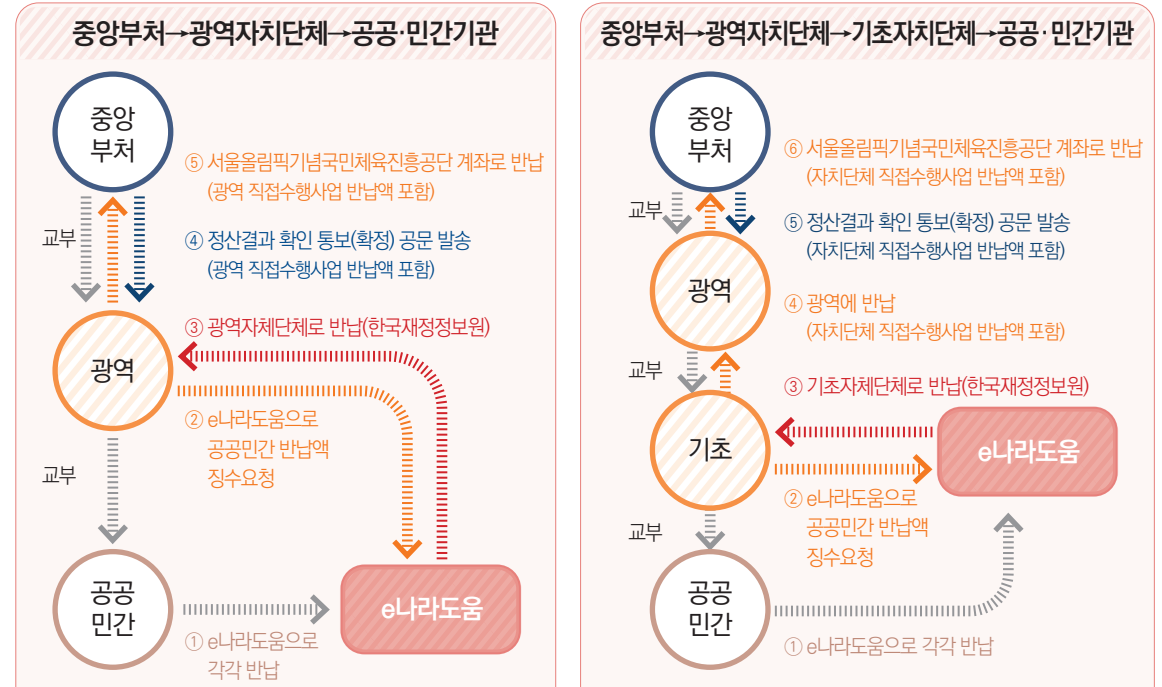 중앙부처→광역자치단체→공공·민간기관
중앙
부처
⑤ 서울올림픽기념국민체육진흥공단 계좌로 반납
(광역 직접수행사업 반납액 포함)
교부
④ 정산결과 확인 통보(확정) 공문 발송
(광역 직접수행사업 반납액 포함)
③ 광역자체단체로 반납(한국재정정보원)
광역
② e나라도움으로
공공민간 반납액
징수요청
교부
공공
민간
e나라도움
① e나라도움으로
각각 반납
중앙부처→광역자치단체→기초자치단체→공공·민간기관
중앙
부처
⑥ 서울올림픽기념국민체육진흥공단 계좌로 반납
(자치단체 직접수행사업 반납액 포함)
교부
⑤ 정산결과 확인 통보(확정) 공문 발송
(자치단체 직접수행사업 반납액 포함)
광역
④ 광역에 반납
(자치단체 직접수행사업 반납액 포함)
교부
③ 기초자체단체로 반납(한국재정정보원)
기초
e나라도움
② e나라도움으로
공공민간 반납액
징수요청
교부
공공
민간
① e나라도움으로 각각 반납